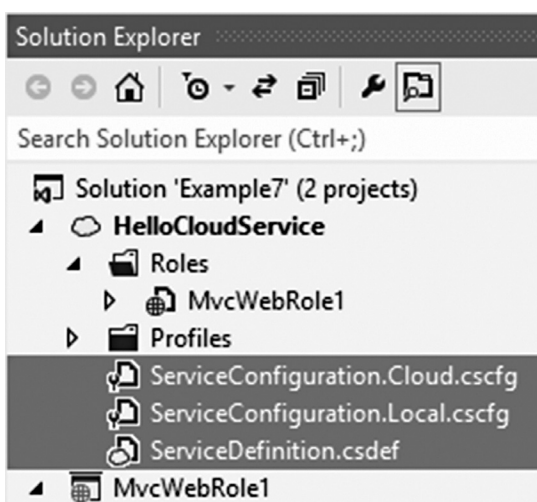 Solution Explorer
Search Solution Explorer (Ctrl+;)
Solution 'Example7' (2 projects)
HelloCloudService
Roles
MvcWebRole1
Profiles
ServiceConfiguration.Cloud.cscfg
ServiceConfiguration.Local.cscfg
ServiceDefinition.csdef
MvcWebRole1